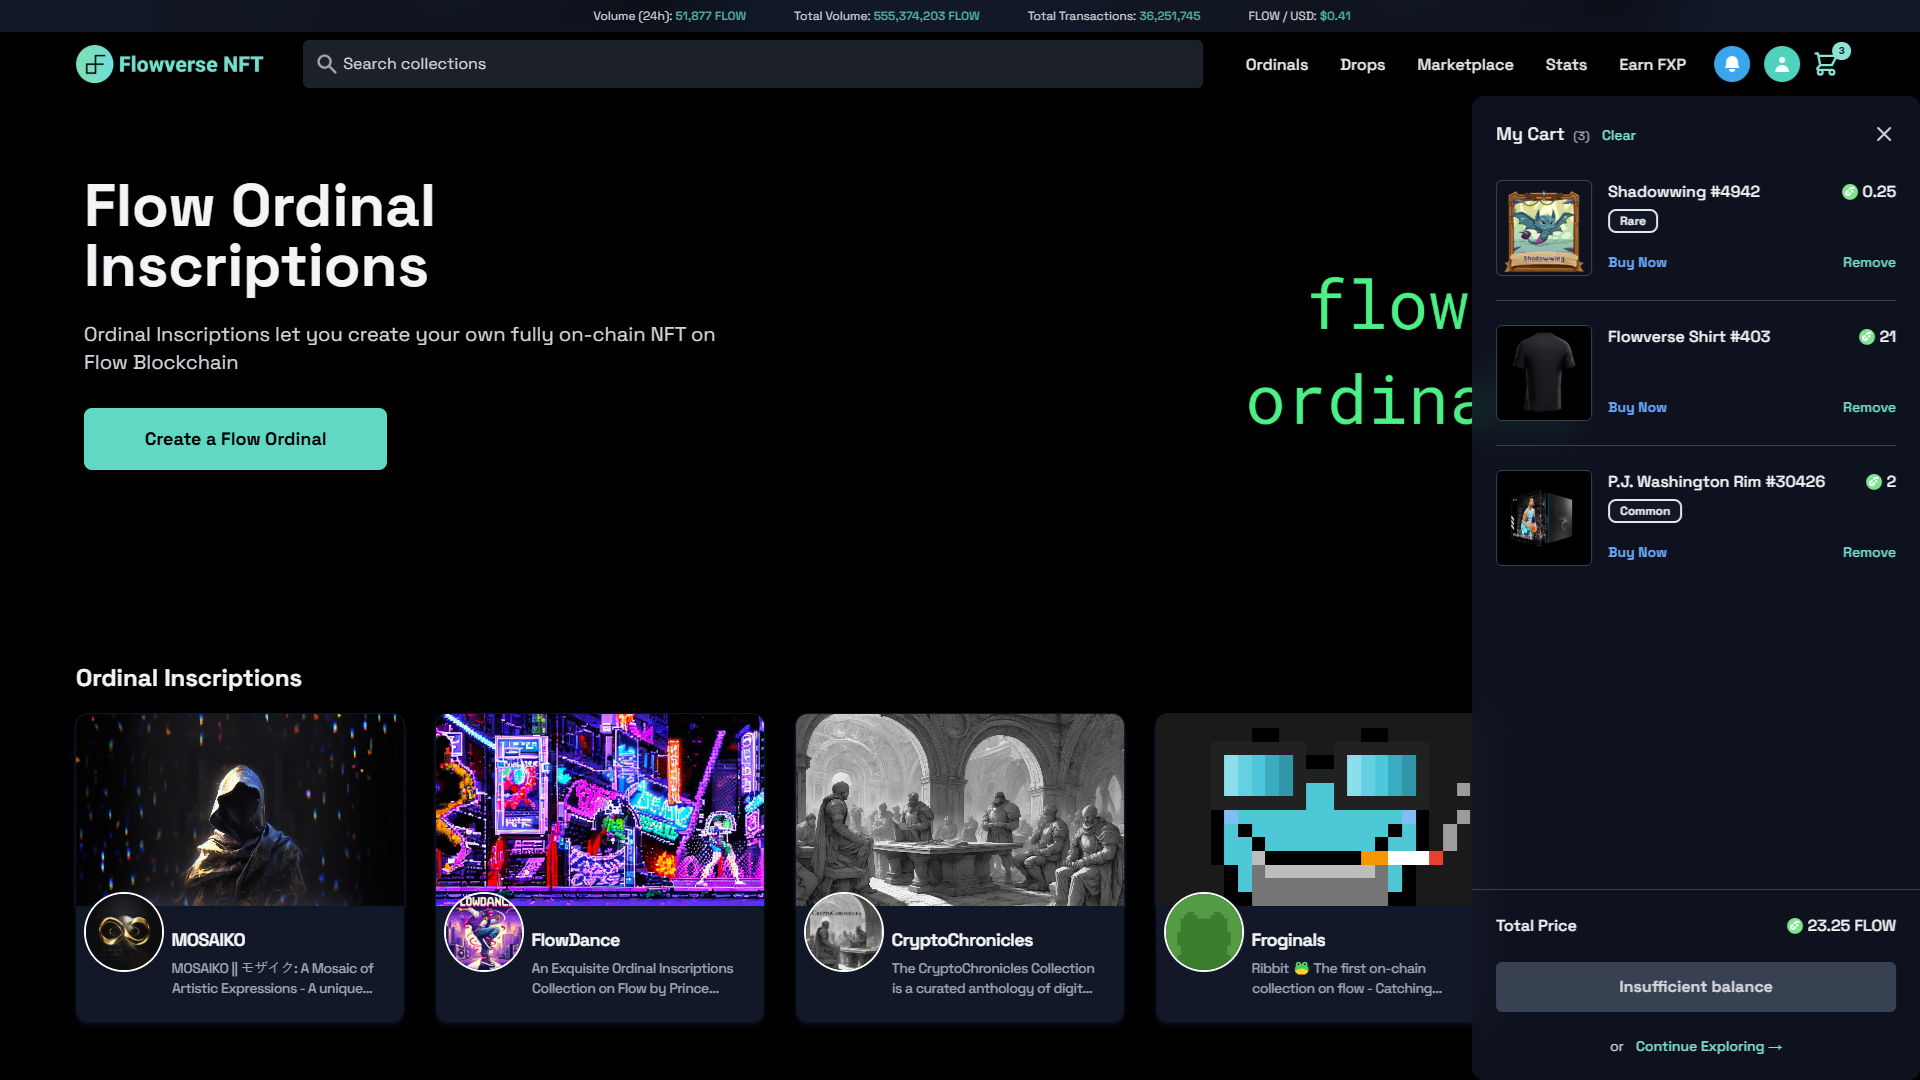 Volume (24h): 51,877 FLOW
Total Volume: 555,374,203 FLOW
Total Transactions: 36,251,745
FLOW / USD: $0.41
Flowverse NFT
Search collections
Ordinals
Drops
Marketplace
Stats
Earn FXP
3
Flow Ordinal
Inscriptions
Ordinal Inscriptions let you create your own fully on-chain NFT on
Flow Blockchain
Create a Flow Ordinal
flow
ordina
My Cart (3) Clear
Shadowwing #4942
0.25
Rare
Shadowwing
Buy Now
Remove
Flowverse Shirt #403
21
Buy Now
Remove
P.J. Washington Rim #30426
2
Common
Buy Now
Remove
Total Price
23.25 FLOW
Insufficient balance
or Continue Exploring →
Ordinal Inscriptions
MOSAIKO
MOSAIKO || モザイク: A Mosaic of
Artistic Expressions - A unique...
FLOWDANCE
FlowDance
An Exquisite Ordinal Inscriptions
Collection on Flow by Prince...
CRYPTOCHRONICLES
CryptoChronicles
The CryptoChronicles Collection
is a curated anthology of digit...
Froginals
Ribbit 🐸 The first on-chain
collection on flow - Catching...